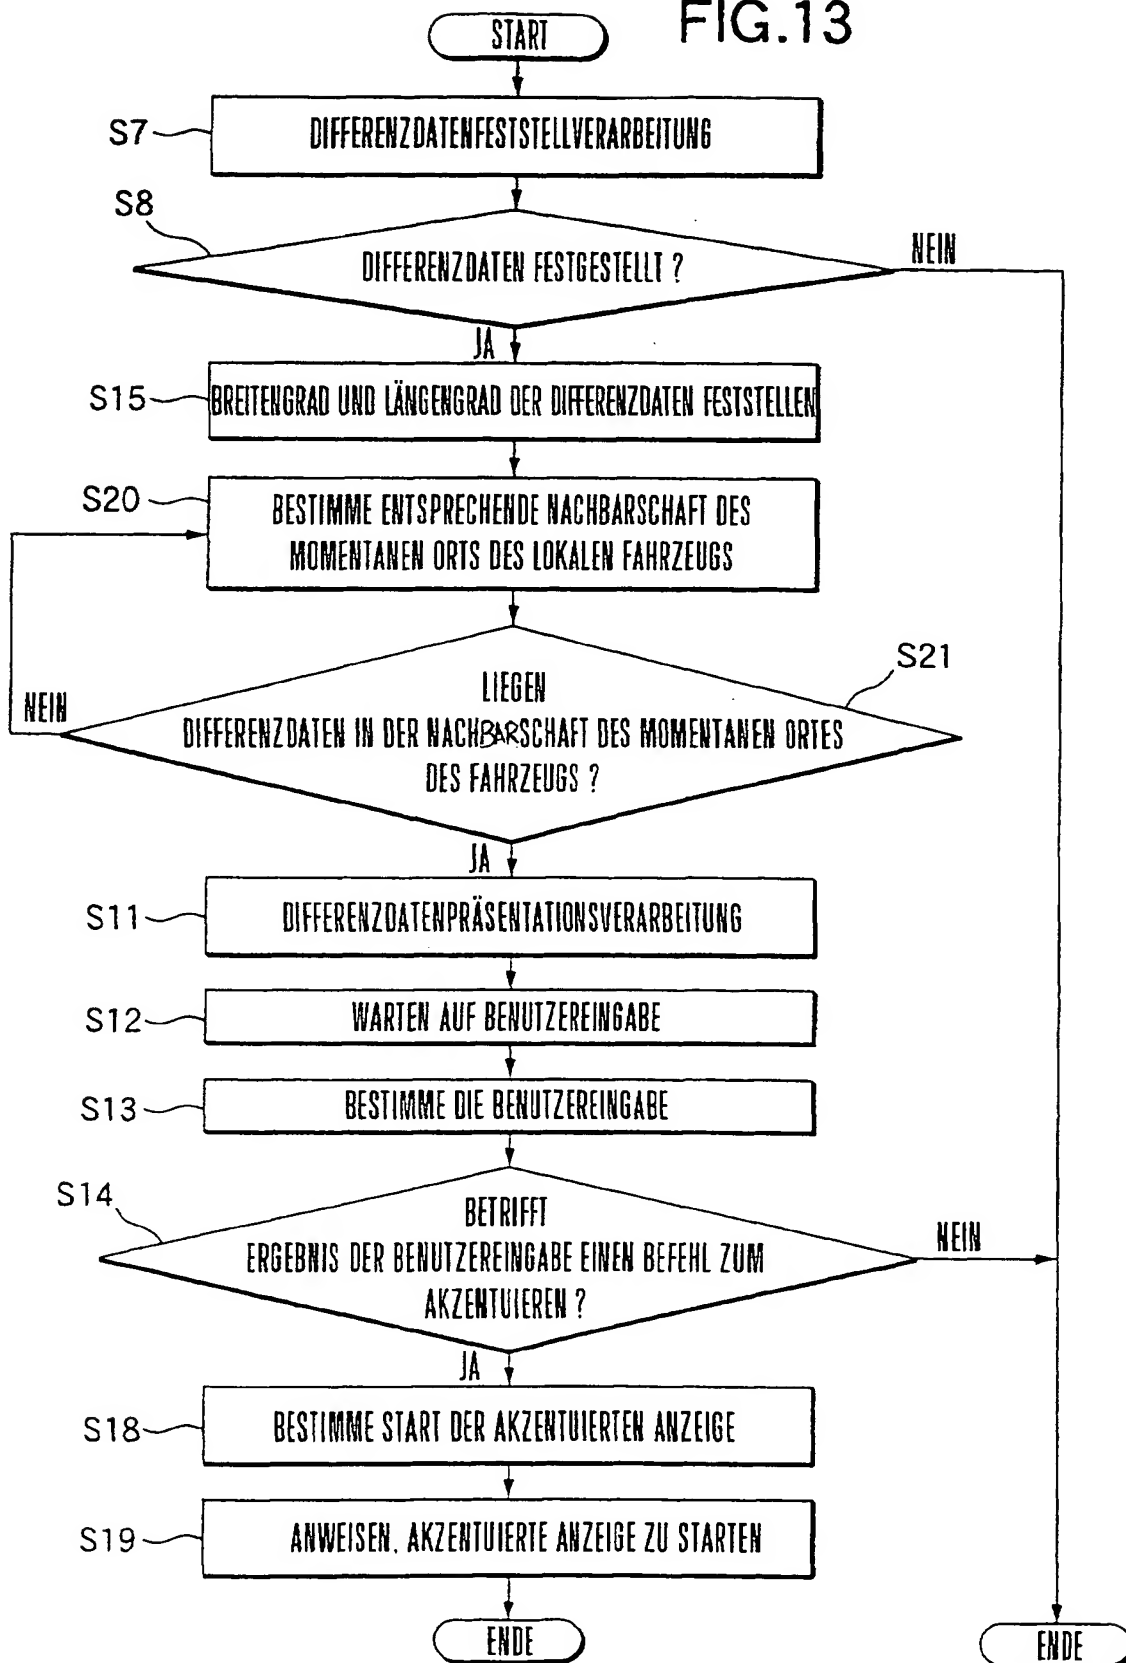 FIG.13
START
S7
DIFFERENZDATENFESTSTELLVERARBEITUNG
S8
DIFFERENZDATEN FESTGESTELLT ?
NEIN
JA
S15
BREITENGRAD UND LÄNGENGRAD DER DIFFERENZDATEN FESTSTELLEN
S20
BESTIMME ENTSPRECHENDE NACHBARSCHAFT DES
MOMENTANEN ORTS DES LOKALEN FAHRZEUGS
S21
LIEGEN
NEIN
DIFFERENZDATEN IN DER NACHBARSCHAFT DES MOMENTANEN ORTES
DES FAHRZEUGS ?
JA
S11
DIFFERENZDATENPRÄSENTATIONSVERARBEITUNG
S12
WARTEN AUF BENUTZEREINGABE
S13
BESTIMME DIE BENUTZEREINGABE
S14
BETRIFFT
ERGEBNIS DER BENUTZEREINGABE EINEN BEFEHL ZUM
AKZENTUIEREN ?
NEIN
JA
S18
BESTIMME START DER AKZENTUIERTEN ANZEIGE
S19
ANWEISEN, AKZENTUIERTE ANZEIGE ZU STARTEN
ENDE
ENDE